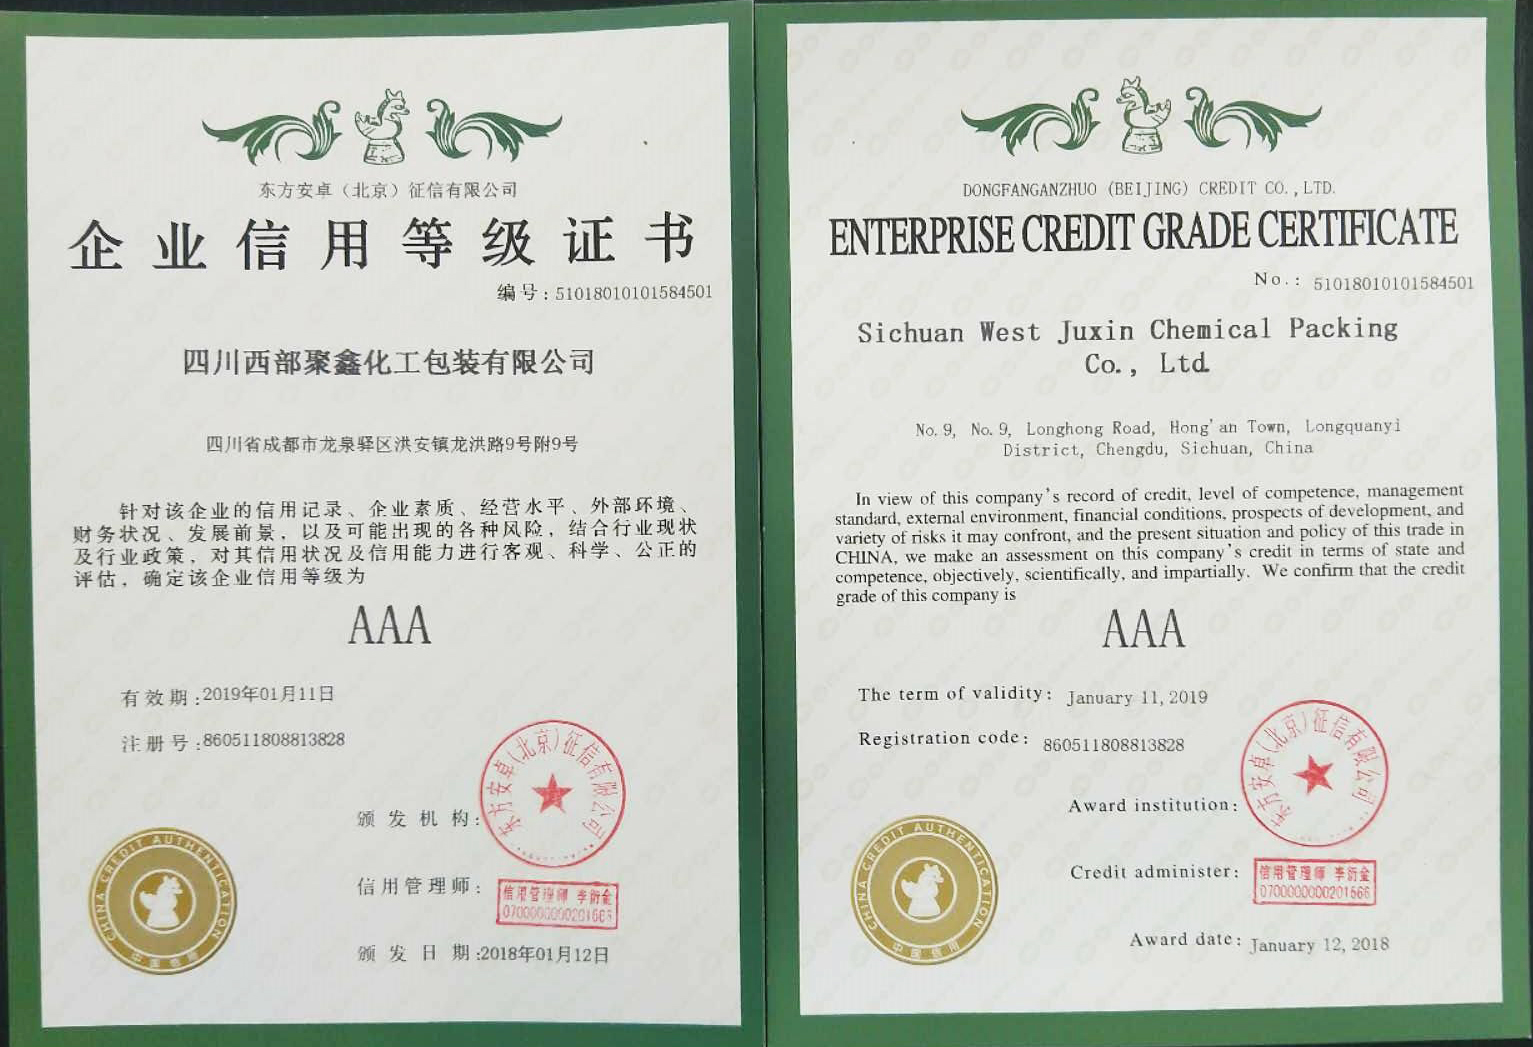 东方安卓（北京）征信有限公司
企业信用等级证书
编号:51018010101584501
四川西部聚鑫化工包装有限公司
四川省成都市龙泉驿区洪安镇龙洪路9号附9号
针对该企业的信用记录、企业素质、经营水平、外部环境、
财务状况、发展前景，以及可能出现的各种风险，结合行业现状
及行业政策，对其信用状况及信用能力进行客观、科学、公正的
评估，确定该企业信用等级为
AAA
有效期:2019年01月11日
注册号:860511808813828
颁发机构:
东方安卓(北京)征信有限公司
信用管理师:
信用管理师 李衍金
颁发日期:2018年01月12日
CHINA CREDIT AUTHENTICATION
中国信用
DONGFANGANZHUO (BEIJING) CREDIT CO.,LTD.
ENTERPRISE CREDIT GRADE CERTIFICATE
No.: 51018010101584501
Sichuan West Juxin Chemical Packing
Co., Ltd
No.9, No.9, Longhong Road, Hong'an Town, Longquanyi
District, Chengdu, Sichuan, China
In view of this company's record of credit, level of competence, management
standard, external environment, financial conditions, prospects of development, and
variety of risks it may confront, and the present situation and policy of this trade in
CHINA, we make an assessment on this company's credit in terms of state and
competence, objectively, scientifically, and impartially. We confirm that the credit
grade of this company is
AAA
The term of validity: January 11, 2019
Registration code: 860511808813828
Award institution:
东方安卓(北京)征信有限公司
Credit administer:
信用管理师 李衍金
0700000000201566
Award date: January 12, 2018
CHINA CREDIT AUTHENTICATION
中国信用